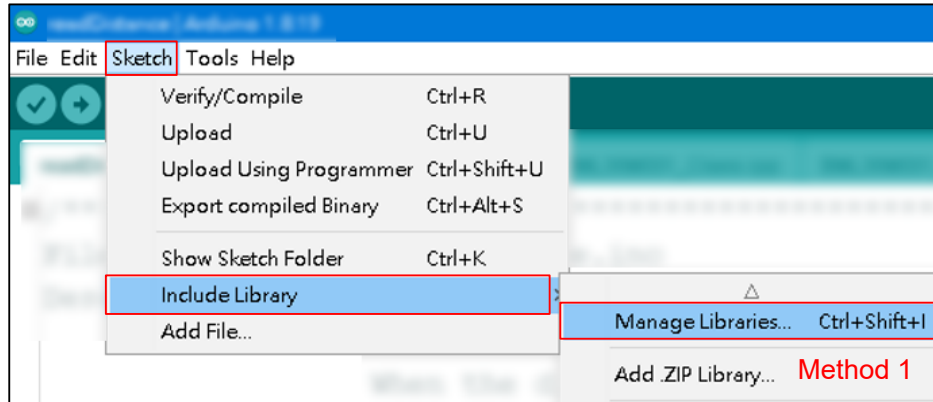 File Edit Sketch Tools Help
Verify/Compile Ctrl+R
Upload Ctrl+U
Upload Using Programmer Ctrl+Shift+U
Export compiled Binary Ctrl+Alt+S
Show Sketch Folder Ctrl+K
Include Library
Manage Libraries... Ctrl+Shift+I
Add File...
Add .ZIP Library... Method 1